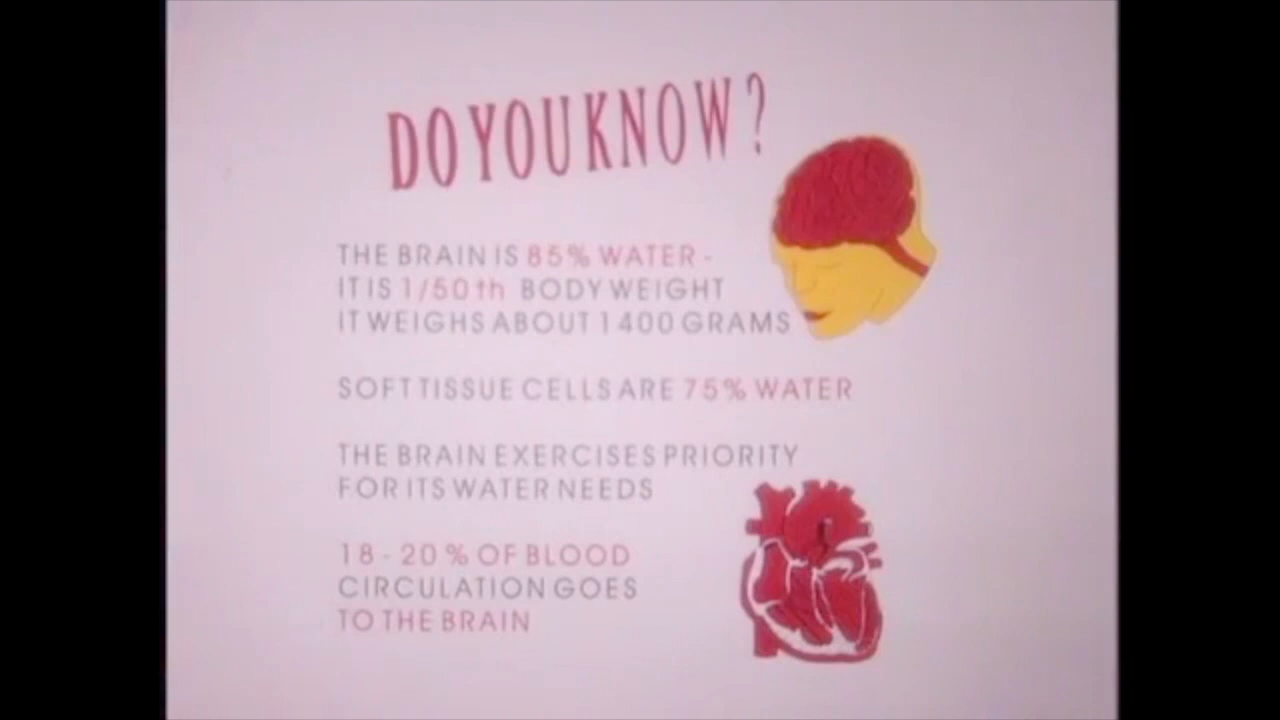 DO YOU KNOW?
THE BRAIN IS 85% WATER -
IT IS 1/50th BODY WEIGHT
IT WEIGHS ABOUT 1400 GRAMS
SOFT TISSUE CELLS ARE 75% WATER
THE BRAIN EXERCISES PRIORITY
FOR ITS WATER NEEDS
18 - 20% OF BLOOD
CIRCULATION GOES
TO THE BRAIN